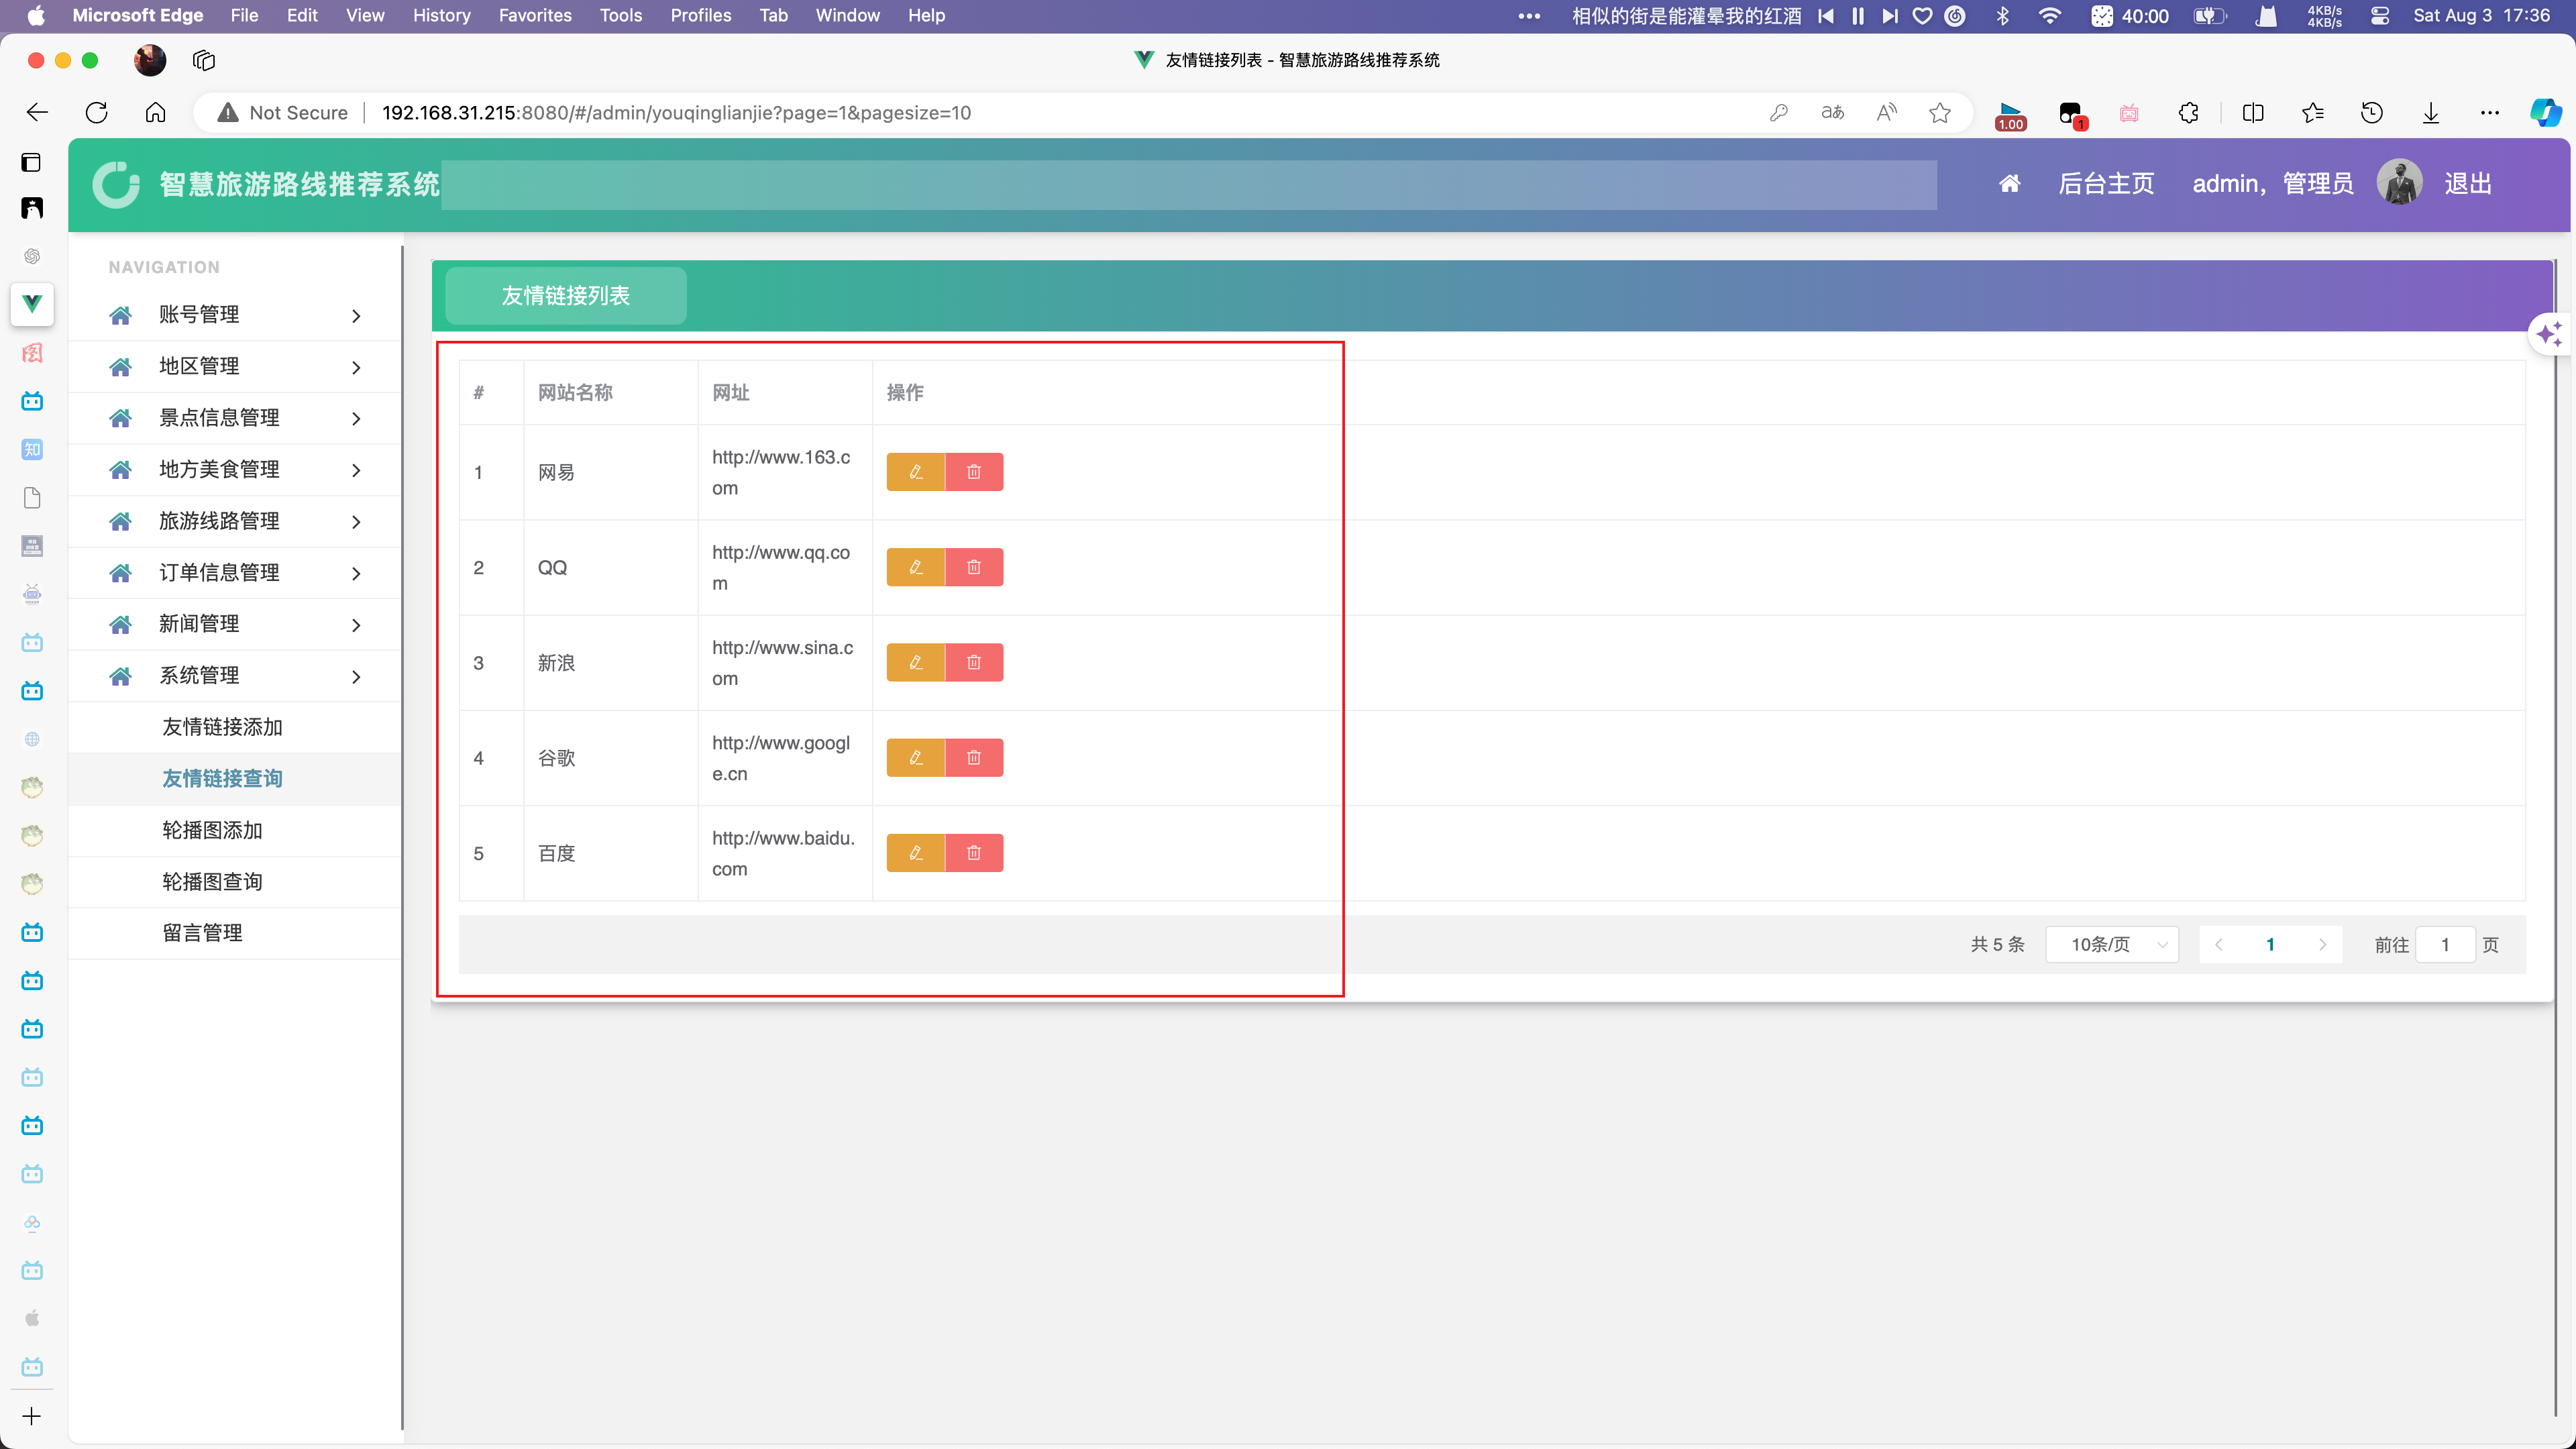 Microsoft Edge File Edit View History Favorites Tools Profiles Tab Window Help
相似的街是能灌晕我的红酒 40:00 4KB/s 4KB/s Sat Aug 3 17:36
友情链接列表 - 智慧旅游路线推荐系统
Not Secure 192.168.31.215:8080/#/admin/youqinglianjie?page=1&pagesize=10
aあ A 1.00 1
智慧旅游路线推荐系统 后台主页 admin，管理员 退出
NAVIGATION
账号管理
地区管理
景点信息管理
地方美食管理
旅游线路管理
订单信息管理
新闻管理
系统管理
友情链接添加
友情链接查询
轮播图添加
轮播图查询
留言管理
图
知
友情链接列表
# 网站名称 网址 操作
1 网易 http://www.163.c
om
2 QQ http://www.qq.co
m
3 新浪 http://www.sina.c
om
4 谷歌 http://www.googl
e.cn
5 百度 http://www.baidu.
com
共 5 条 10条/页 1 前往 1 页